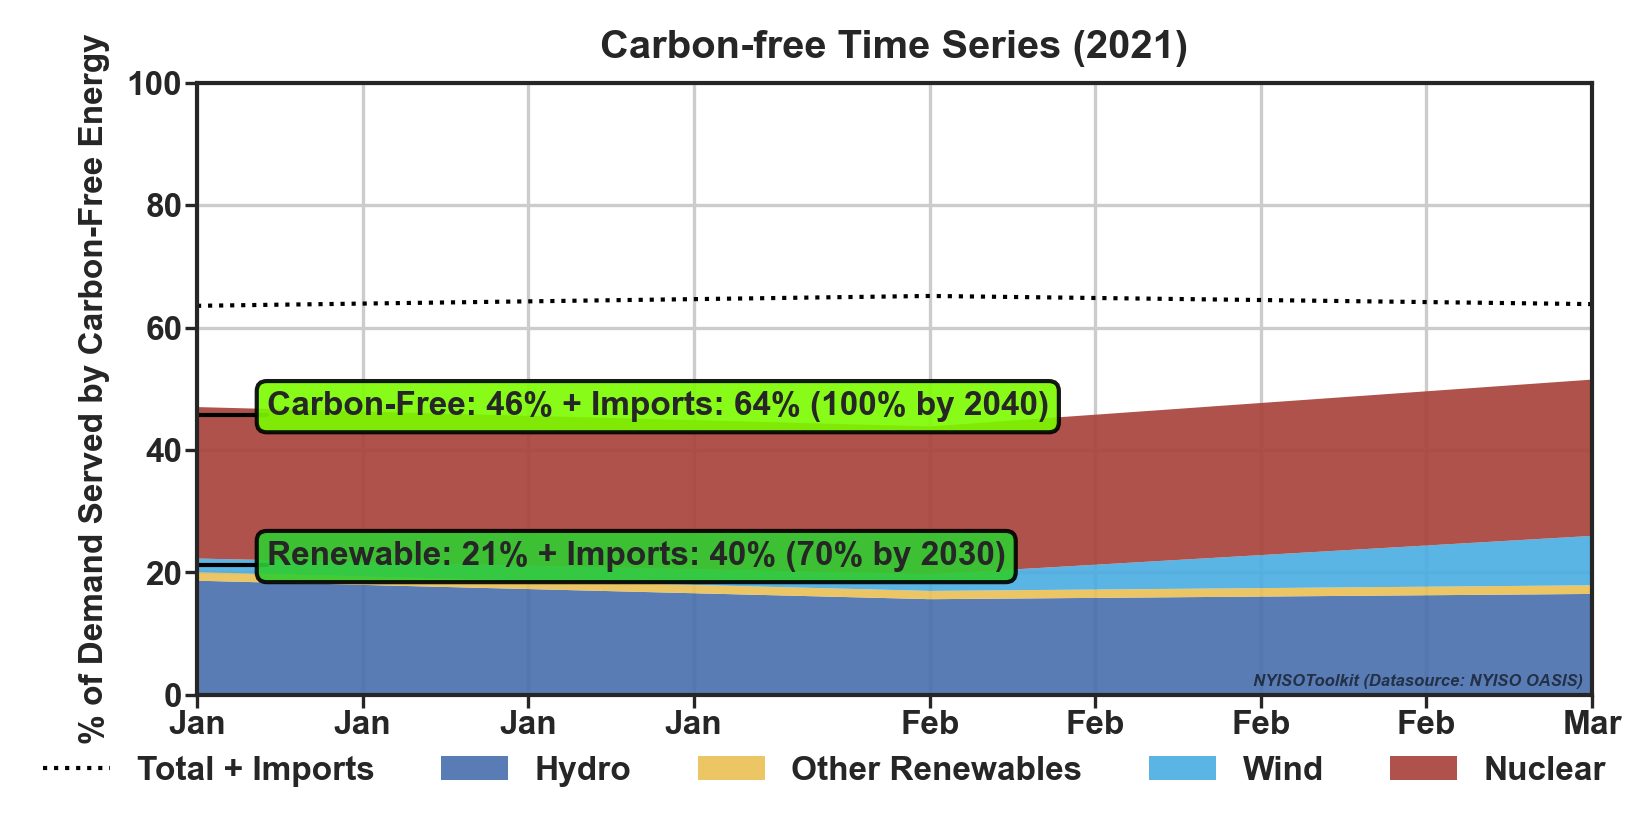 Carbon-free Time Series (2021)
% of Demand Served by Carbon-Free Energy
100
80
60
40
20
0
Carbon-Free: 46% + Imports: 64% (100% by 2040)
Renewable: 21% + Imports: 40% (70% by 2030)
NYISOToolkit (Datasource: NYISO OASIS)
Jan Jan Jan Jan Feb Feb Feb Feb Mar
Total + Imports Hydro Other Renewables Wind Nuclear